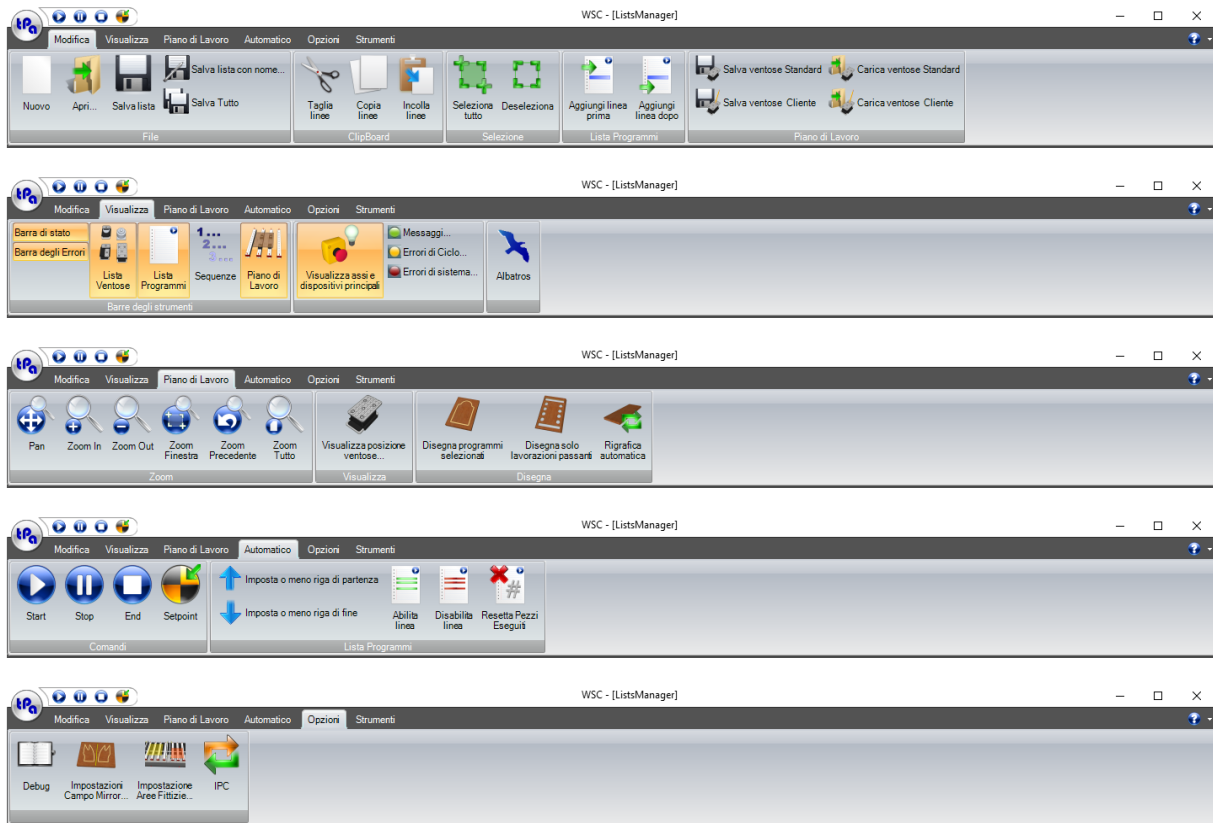 tPa
WSC - [ListsManager]
Modifica Visualizza Piano di Lavoro Automatico Opzioni Strumenti
Nuovo
Apri...
Salva lista
Salva lista con nome...
Salva Tutto
File
Taglia
linee
Copia
linee
Incolla
linee
ClipBoard
Seleziona
tutto
Deseleziona
Selezione
Aggiungi linea
prima
Aggiungi
linea dopo
Lista Programmi
Salva ventose Standard
Carica ventose Standard
Salva ventose Cliente
Carica ventose Cliente
Piano di Lavoro
tPa
WSC - [ListsManager]
Modifica Visualizza Piano di Lavoro Automatico Opzioni Strumenti
Barra di stato
Barra degli Errori
Lista
Ventose
Lista
Programmi
1...
2...
3...
Sequenze
Piano di
Lavoro
Barre degli strumenti
Visualizza assi e
dispositivi principali
Messaggi...
Errori di Ciclo...
Errori di sistema...
Albatros
tPa
WSC - [ListsManager]
Modifica Visualizza Piano di Lavoro Automatico Opzioni Strumenti
Pan
Zoom In
Zoom Out
Zoom
Finestra
Zoom
Precedente
Zoom
Tutto
Zoom
Visualizza posizione
ventose...
Visualizza
Disegna programmi
selezionati
Disegna solo
lavorazioni passanti
Rigrafica
automatica
Disegna
tPa
WSC - [ListsManager]
Modifica Visualizza Piano di Lavoro Automatico Opzioni Strumenti
Start
Stop
End
Setpoint
Comandi
Imposta o meno riga di partenza
Imposta o meno riga di fine
Abilita
linea
Disabilita
linea
#
Resetta Pezzi
Eseguiti
Lista Programmi
tPa
WSC - [ListsManager]
Modifica Visualizza Piano di Lavoro Automatico Opzioni Strumenti
Debug
Impostazioni
Campo Mirror...
Impostazione
Aree Fittizie...
IPC